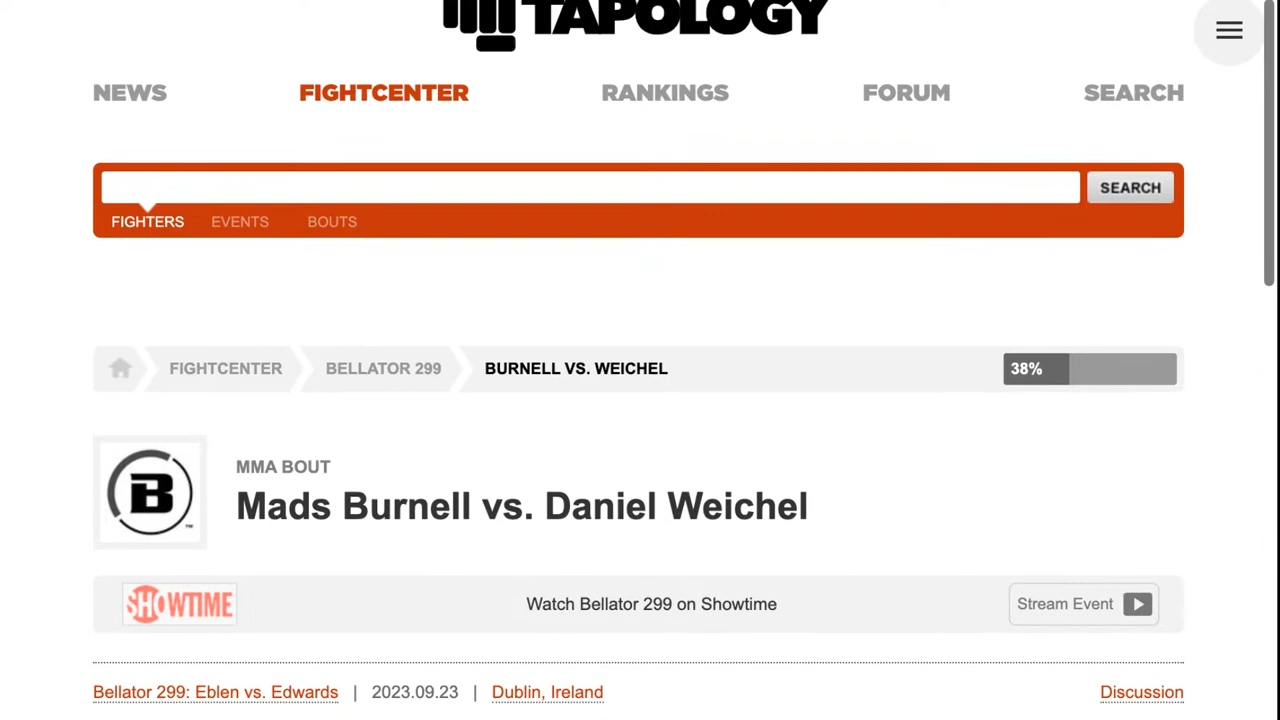 TAPOLOGY
NEWS FIGHTCENTER RANKINGS FORUM SEARCH
SEARCH
FIGHTERS EVENTS BOUTS
FIGHTCENTER BELLATOR 299 BURNELL VS. WEICHEL 38%
MMA BOUT
B ™
Mads Burnell vs. Daniel Weichel
SHOWTIME Watch Bellator 299 on Showtime Stream Event
Bellator 299: Eblen vs. Edwards | 2023.09.23 | Dublin, Ireland Discussion